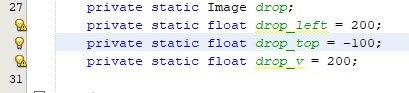 27 private static Image drop;
private static float drop_left = 200;
private static float drop_top = -100;
private static float drop_v = 200;
31